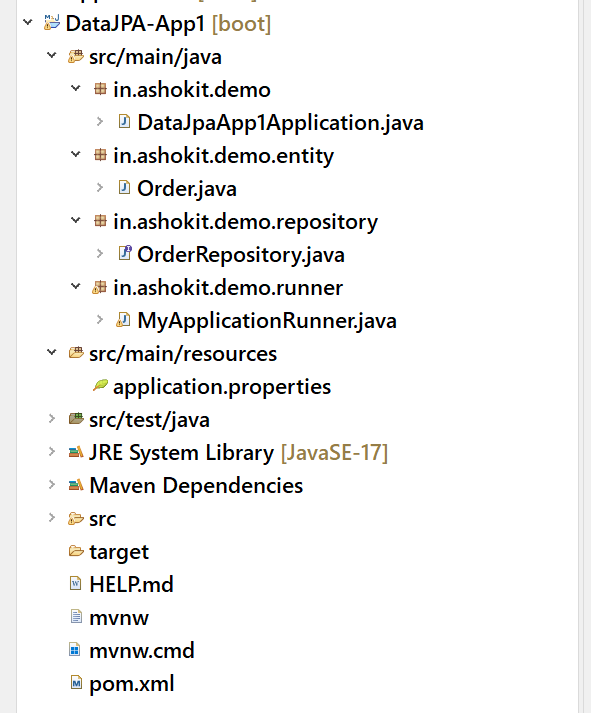 DataJPA-App1 [boot]
src/main/java
in.ashokit.demo
DataJpaApp1Application.java
in.ashokit.demo.entity
Order.java
in.ashokit.demo.repository
OrderRepository.java
in.ashokit.demo.runner
MyApplicationRunner.java
src/main/resources
application.properties
src/test/java
JRE System Library [JavaSE-17]
Maven Dependencies
src
target
HELP.md
mvnw
mvnw.cmd
pom.xml